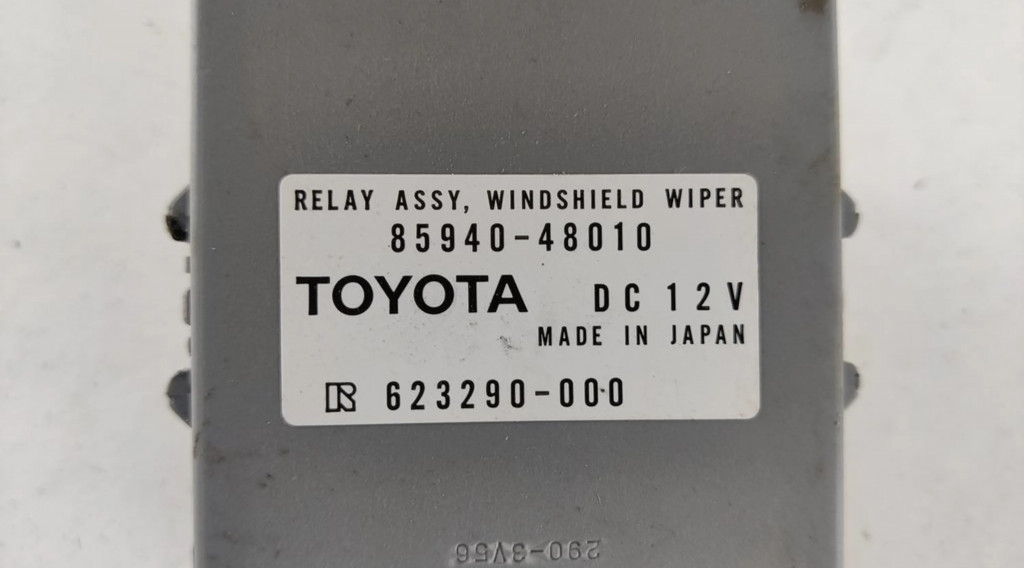 RELAY ASSY, WINDSHIELD WIPER
85940-48010
TOYOTA DC 12V
MADE IN JAPAN
R 623290-000